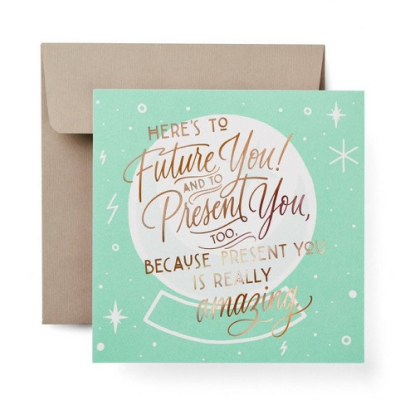 HERE'S TO
Future You!
AND TO
Present You,
TOO,
BECAUSE PRESENT YOU
IS REALLY
amazing.